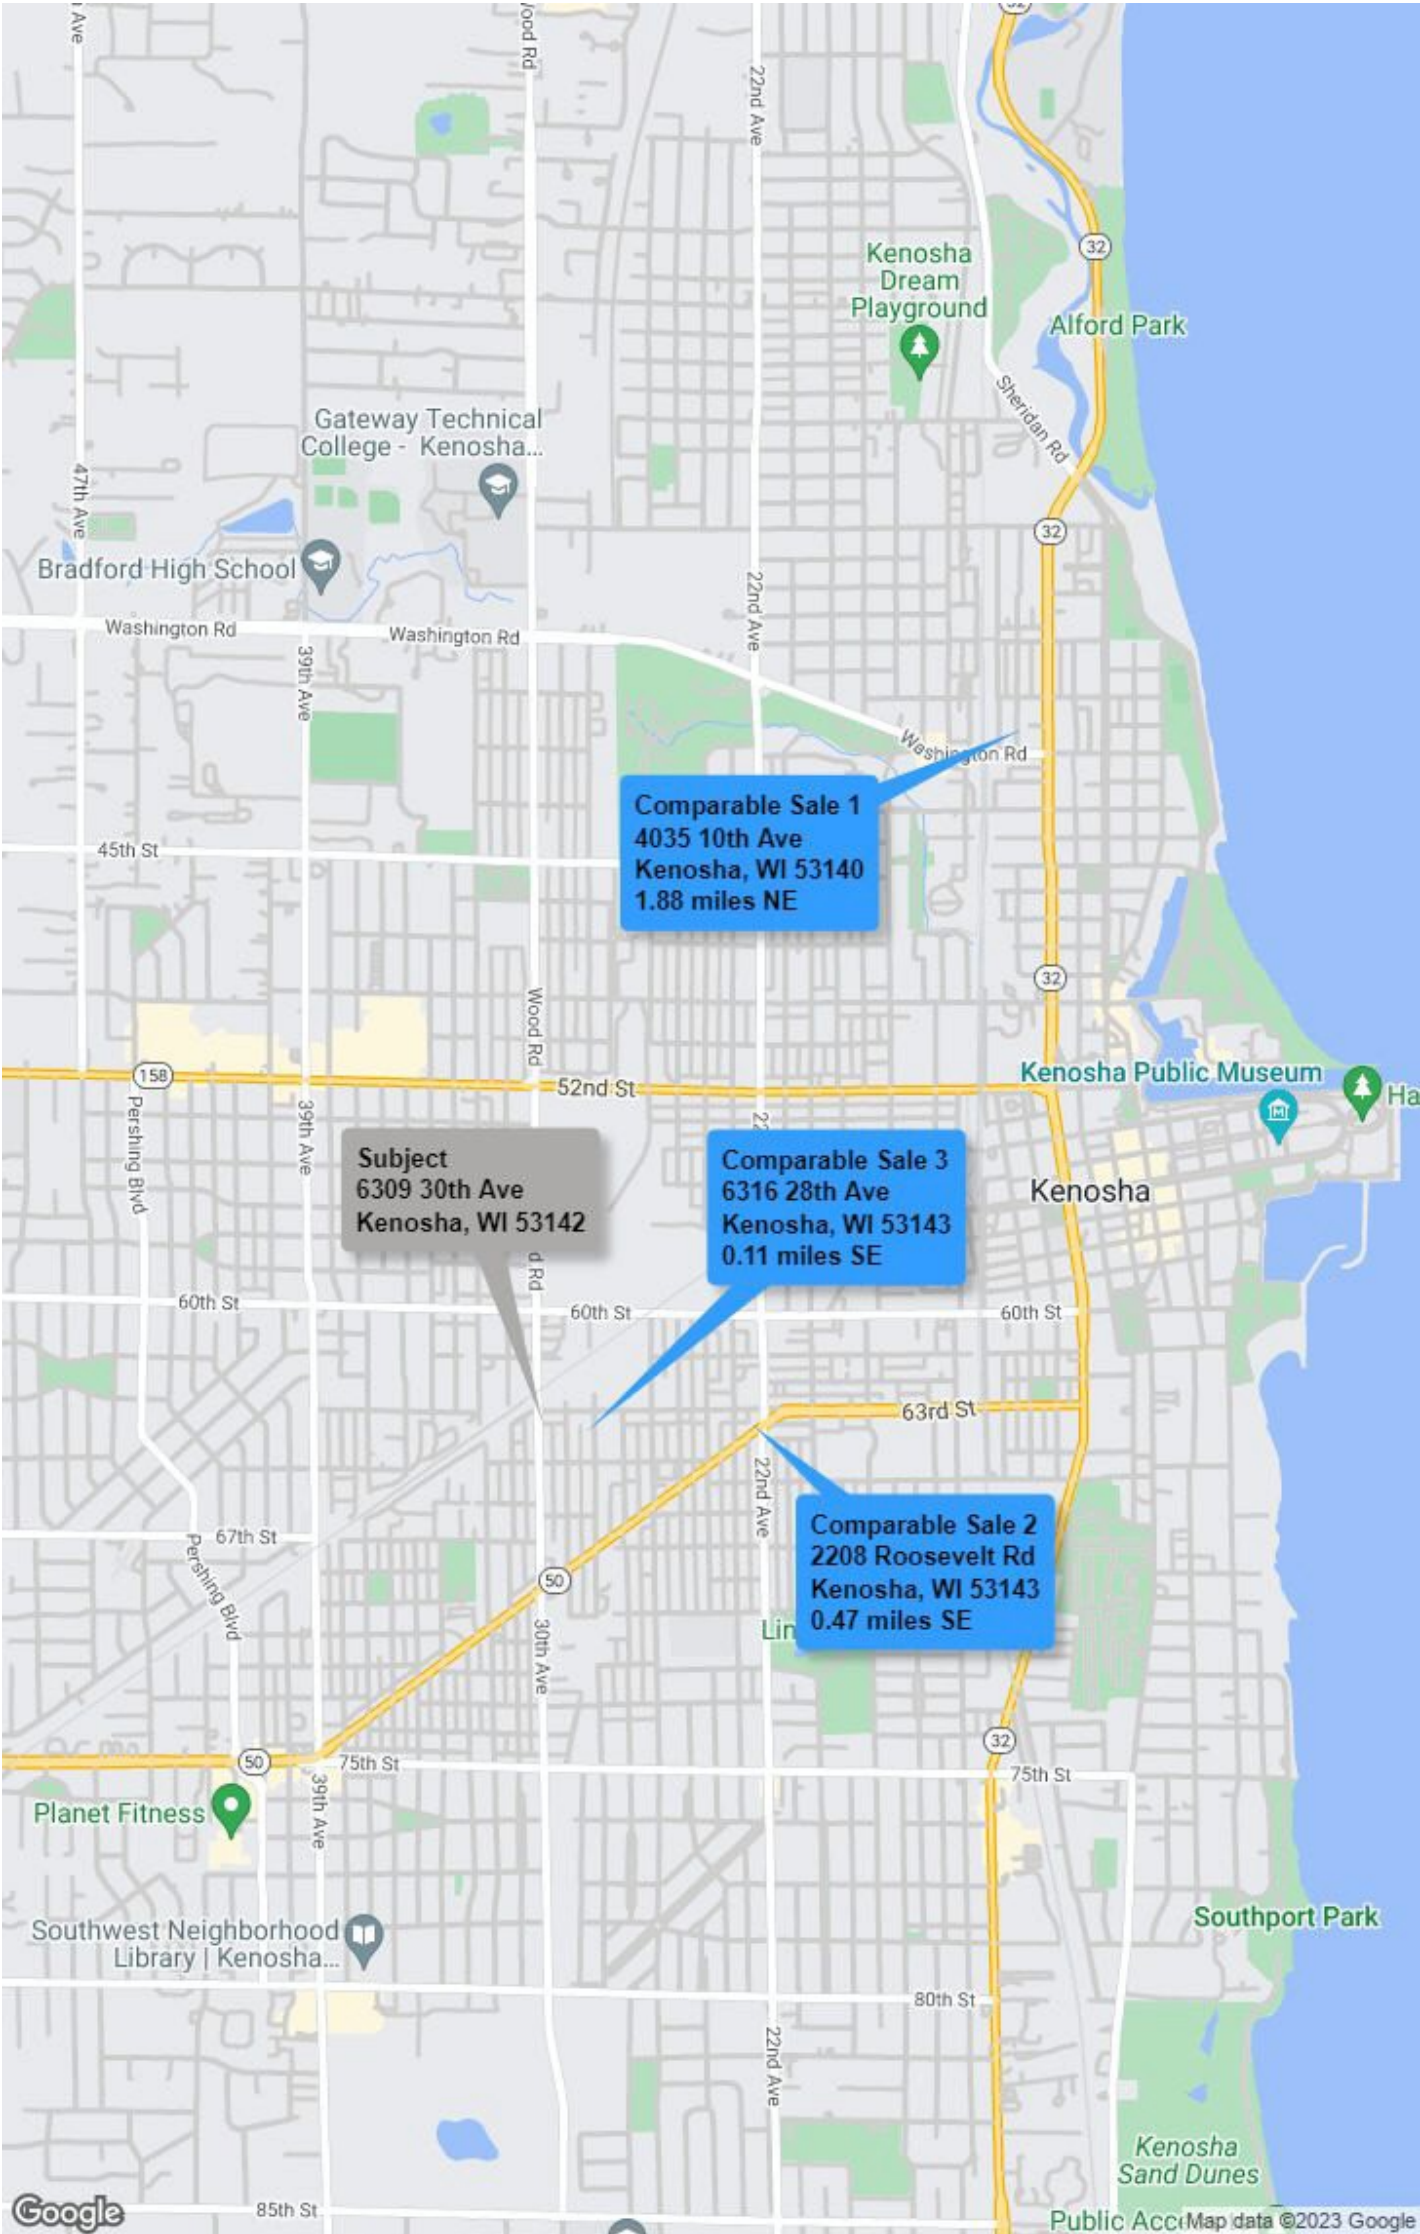 Ave
Wood Rd
22nd Ave
32
Kenosha
Dream
Playground
32
Alford Park
Sheridan Rd
Gateway Technical
College - Kenosha...
47th Ave
32
Bradford High School
22nd Ave
Washington Rd
Washington Rd
39th Ave
Washington Rd
Comparable Sale 1
4035 10th Ave
Kenosha, WI 53140
1.88 miles NE
45th St
32
Wood Rd
158
52nd St
Kenosha Public Museum
Ha
Pershing Blvd
39th Ave
22
Subject
6309 30th Ave
Kenosha, WI 53142
Comparable Sale 3
6316 28th Ave
Kenosha, WI 53143
0.11 miles SE
Kenosha
d Rd
60th St
60th St
60th St
63rd St
22nd Ave
Comparable Sale 2
2208 Roosevelt Rd
Kenosha, WI 53143
0.47 miles SE
67th St
Pershing Blvd
50
Lin
30th Ave
32
50
75th St
75th St
39th Ave
Planet Fitness
Southwest Neighborhood
Library | Kenosha...
Southport Park
80th St
22nd Ave
Kenosha
Sand Dunes
85th St
Google
Public Acc
Map data ©2023 Google